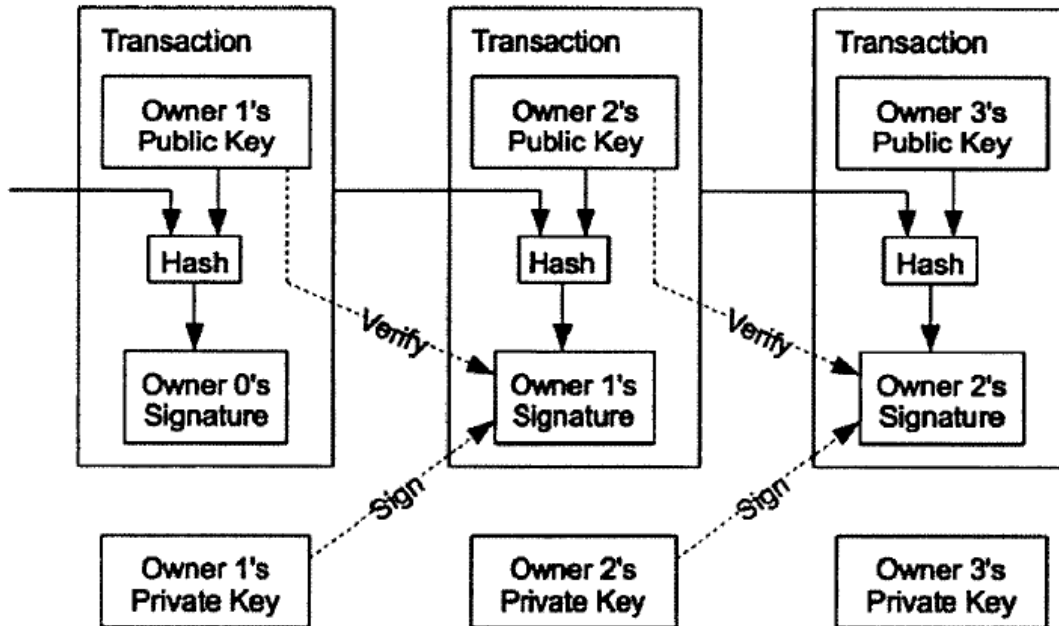 Transaction
Owner 1's
Public Key
Hash
Verify
Owner 0's
Signature
Sign
Owner 1's
Private Key
Transaction
Owner 2's
Public Key
Hash
Verify
Owner 1's
Signature
Sign
Owner 2's
Private Key
Transaction
Owner 3's
Public Key
Hash
Owner 2's
Signature
Owner 3's
Private Key